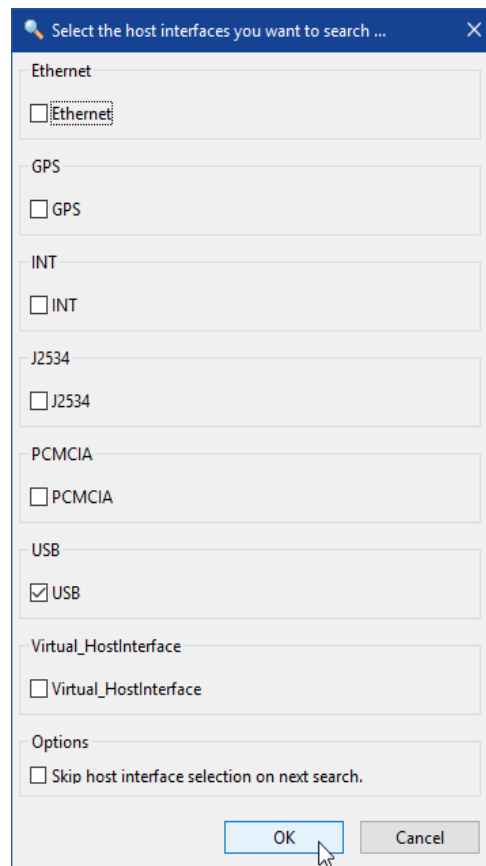 Select the host interfaces you want to search ...
Ethernet
Ethernet
GPS
GPS
INT
INT
J2534
J2534
PCMCIA
PCMCIA
USB
USB
Virtual_HostInterface
Virtual_HostInterface
Options
Skip host interface selection on next search.
OK Cancel